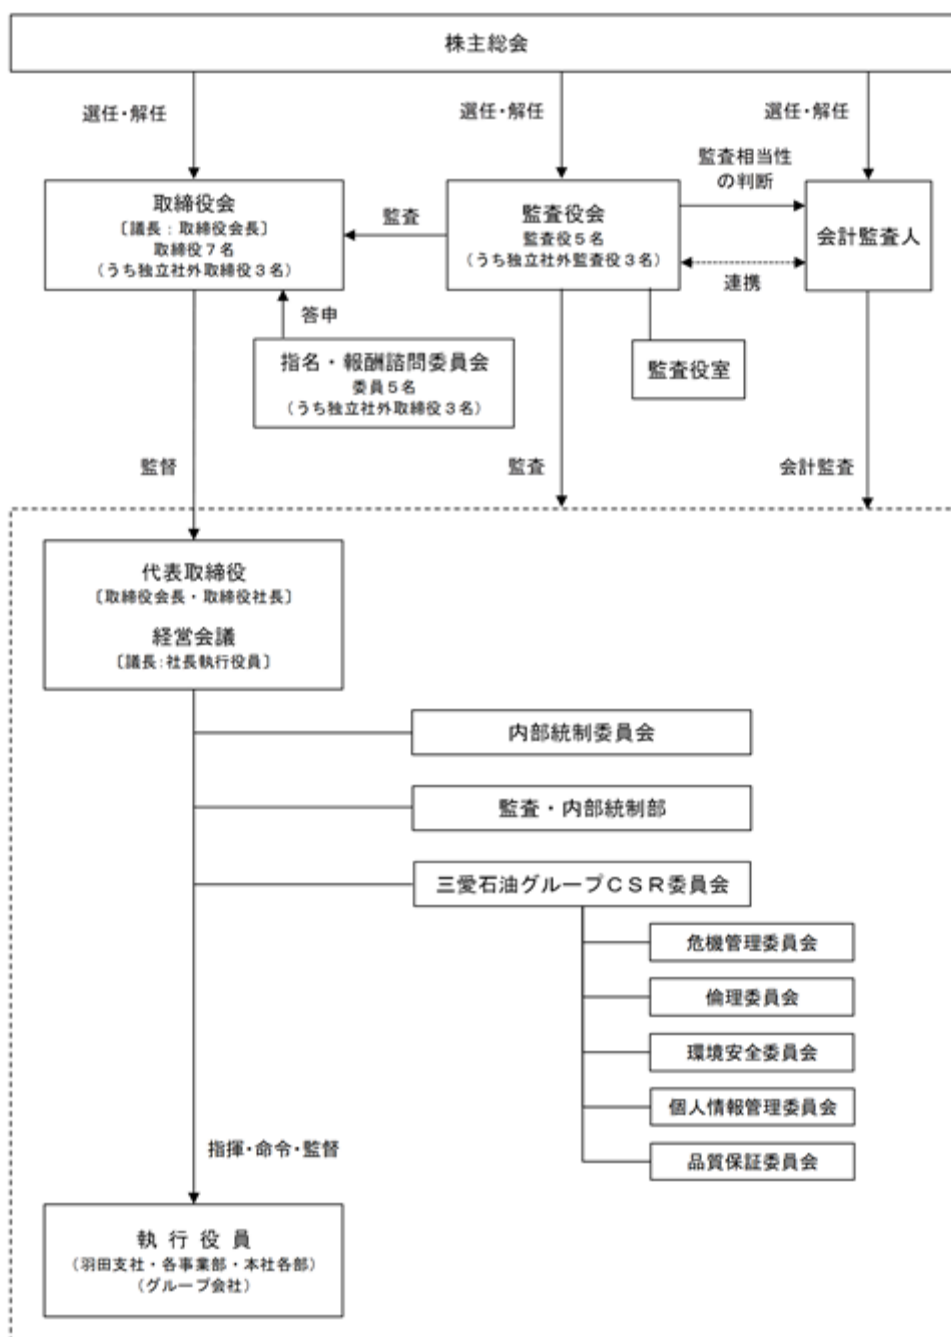 株主総会
選任・解任
選任・解任
選任・解任
取締役会
〔議長：取締役会長〕
取締役７名
（うち独立社外取締役３名）
監査
監査役会
監査役５名
（うち独立社外監査役３名）
監査相当性
の判断
連携
会計監査人
答申
指名・報酬諮問委員会
委員５名
（うち独立社外取締役３名）
監査役室
監督
監査
会計監査
代表取締役
〔取締役会長・取締役社長〕
経営会議
〔議長：社長執行役員〕
内部統制委員会
監査・内部統制部
三愛石油グループＣＳＲ委員会
危機管理委員会
倫理委員会
環境安全委員会
個人情報管理委員会
品質保証委員会
指揮・命令・監督
執 行 役 員
（羽田支社・各事業部・本社各部）
（グループ会社）